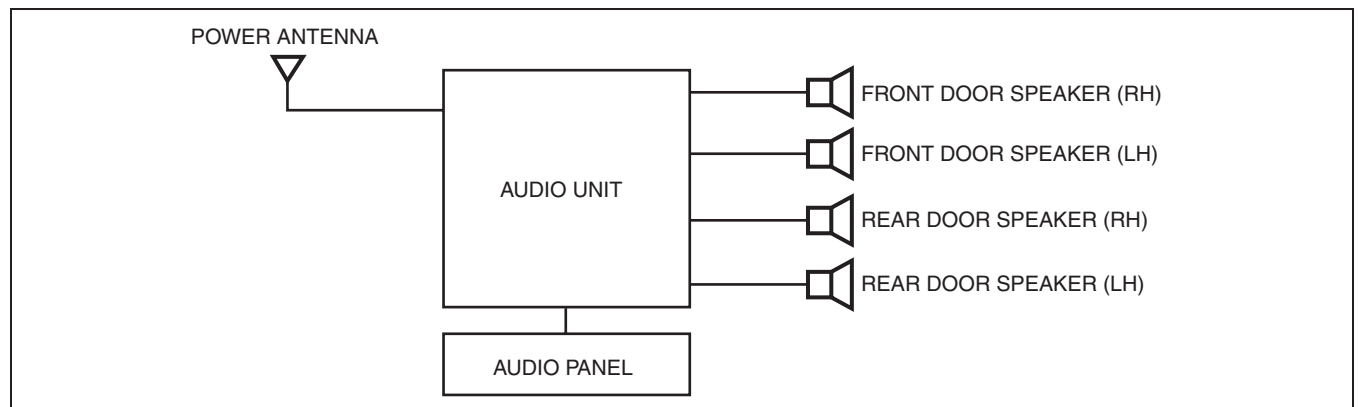 POWER ANTENNA
FRONT DOOR SPEAKER (RH)
FRONT DOOR SPEAKER (LH)
AUDIO UNIT
REAR DOOR SPEAKER (RH)
REAR DOOR SPEAKER (LH)
AUDIO PANEL